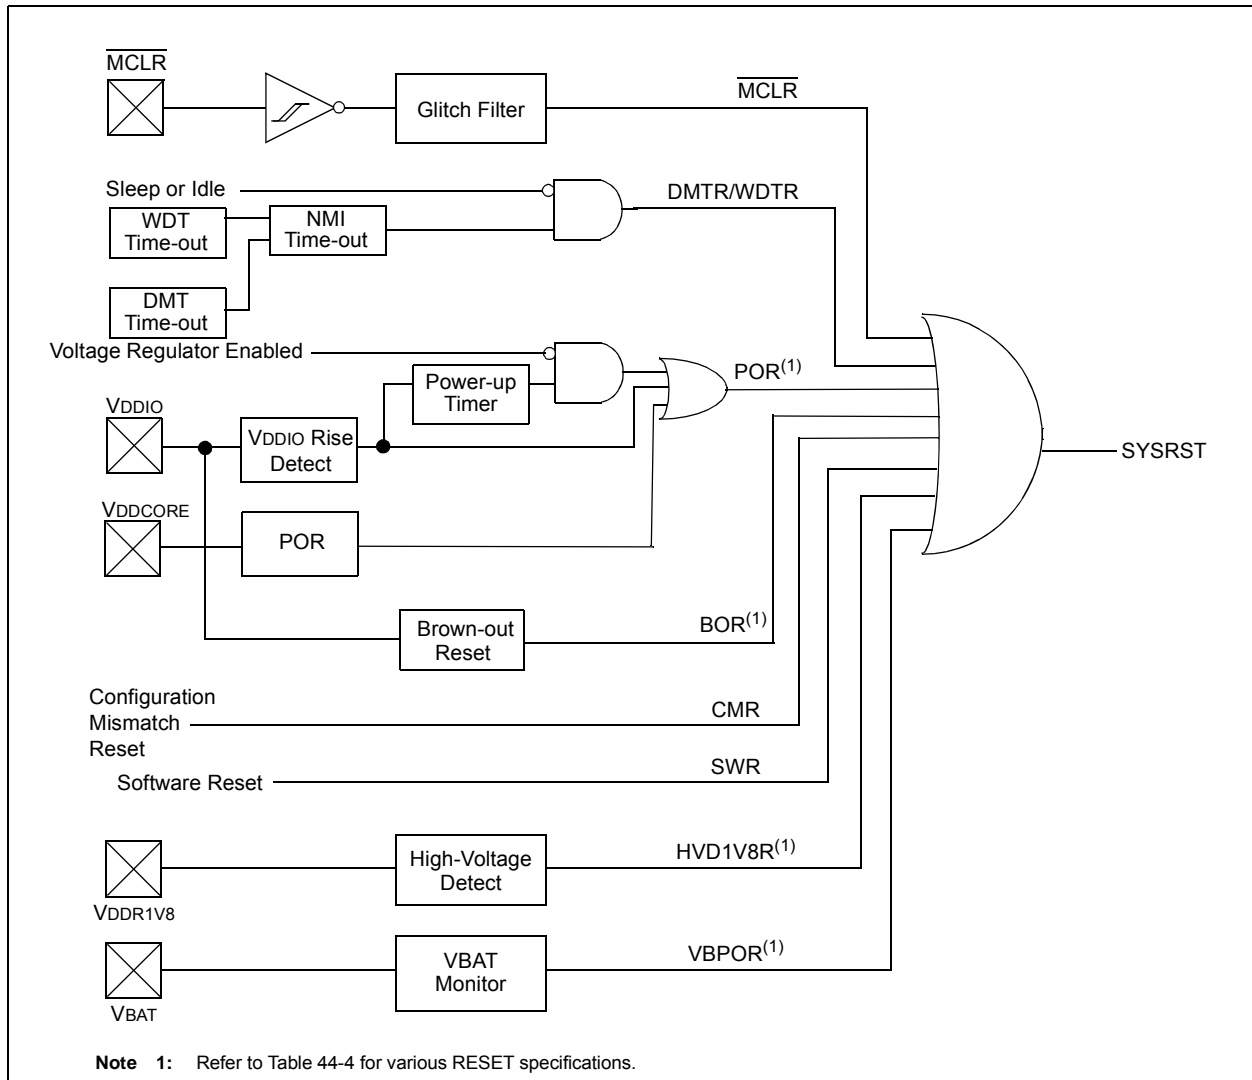 MCLR
Glitch Filter
MCLR
Sleep or Idle
DMTR/WDTR
WDT
Time-out
NMI
Time-out
DMT
Time-out
Voltage Regulator Enabled
Power-up
Timer
POR(1)
VDDIO
VDDIO Rise
Detect
SYSRST
VDDCORE
POR
Brown-out
Reset
BOR(1)
Configuration
Mismatch
Reset
CMR
Software Reset
SWR
High-Voltage
Detect
HVD1V8R(1)
VDDR1V8
VBAT
Monitor
VBPOR(1)
VBAT
Note 1: Refer to Table 44-4 for various RESET specifications.